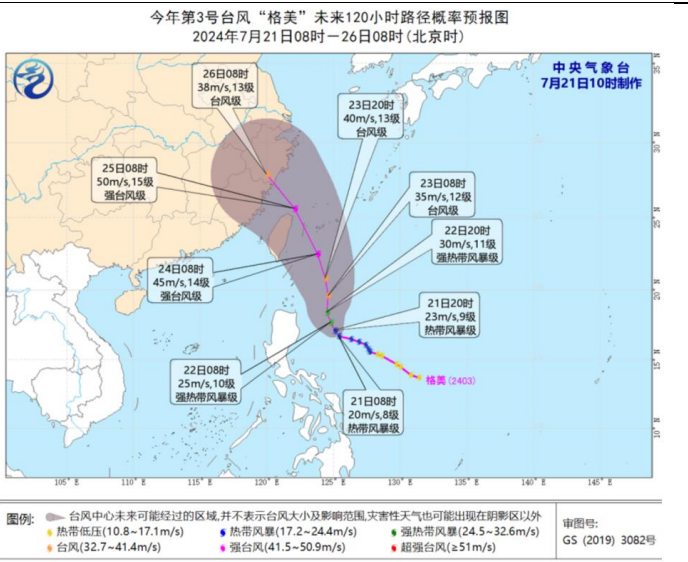 今年第3号台风“格美”未来120小时路径概率预报图
2024年7月21日08时－26日08时(北京时)
中央气象台
7月21日10时制作
26日08时
38m/s,13级
台风级
23日20时
40m/s,13级
台风级
25日08时
50m/s,15级
强台风级
23日08时
35m/s,12级
台风级
22日20时
30m/s,11级
强热带风暴级
24日08时
45m/s,14级
强台风级
21日20时
23m/s,9级
热带风暴级
22日08时
25m/s,10级
强热带风暴级
21日08时
20m/s,8级
热带风暴级
格美(2403)
35° N
30° N
25° N
20° N
15° N
10° N
105° E
110° E
115° E
120° E
125° E
130° E
135° E
140° E
145° E
图例:
台风中心未来可能经过的区域,并不表示台风大小及影响范围,灾害性天气也可能出现在阴影区以外
热带低压(10.8~17.1m/s)
热带风暴(17.2~24.4m/s)
强热带风暴(24.5~32.6m/s)
台风(32.7~41.4m/s)
强台风(41.5~50.9m/s)
超强台风(≥51m/s)
审图号:
GS (2019) 3082号